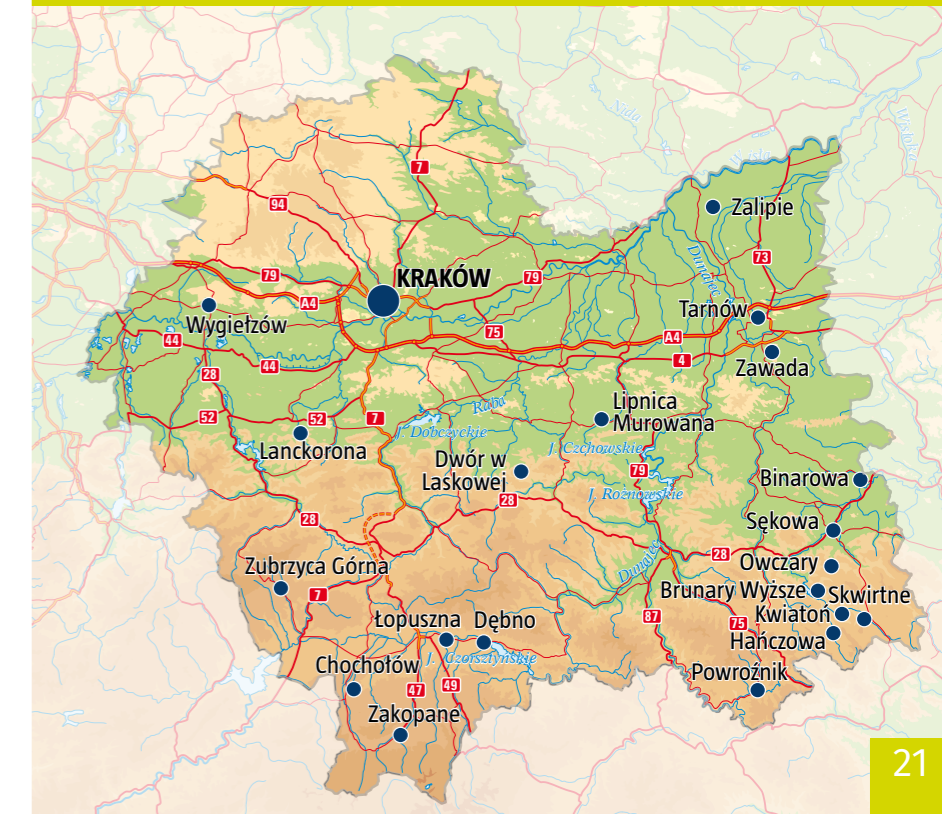 Nida
Wisłoka
Wisła
7
94
Zalipie
73
Dunajec
KRAKÓW
79
79
A4
Tarnów
Wygiełzów
75
A4
44
4
44
Zawada
28
Lipnica
Murowana
Raba
52
52
7
J. Dobczyckie
Lanckorona
J. Czchowskie
Dwór w
Laskowej
79
Binarowa
J. Rożnowskie
28
28
Sękowa
Dunajec
28
Owczary
Zubrzyca Górna
Brunary Wyższe
Skwirtne
7
Kwiatoń
87
75
Łopuszna
Dębno
Hańczowa
J. Czorsztyńskie
Chochołów
Powroźnik
47
49
Zakopane
21